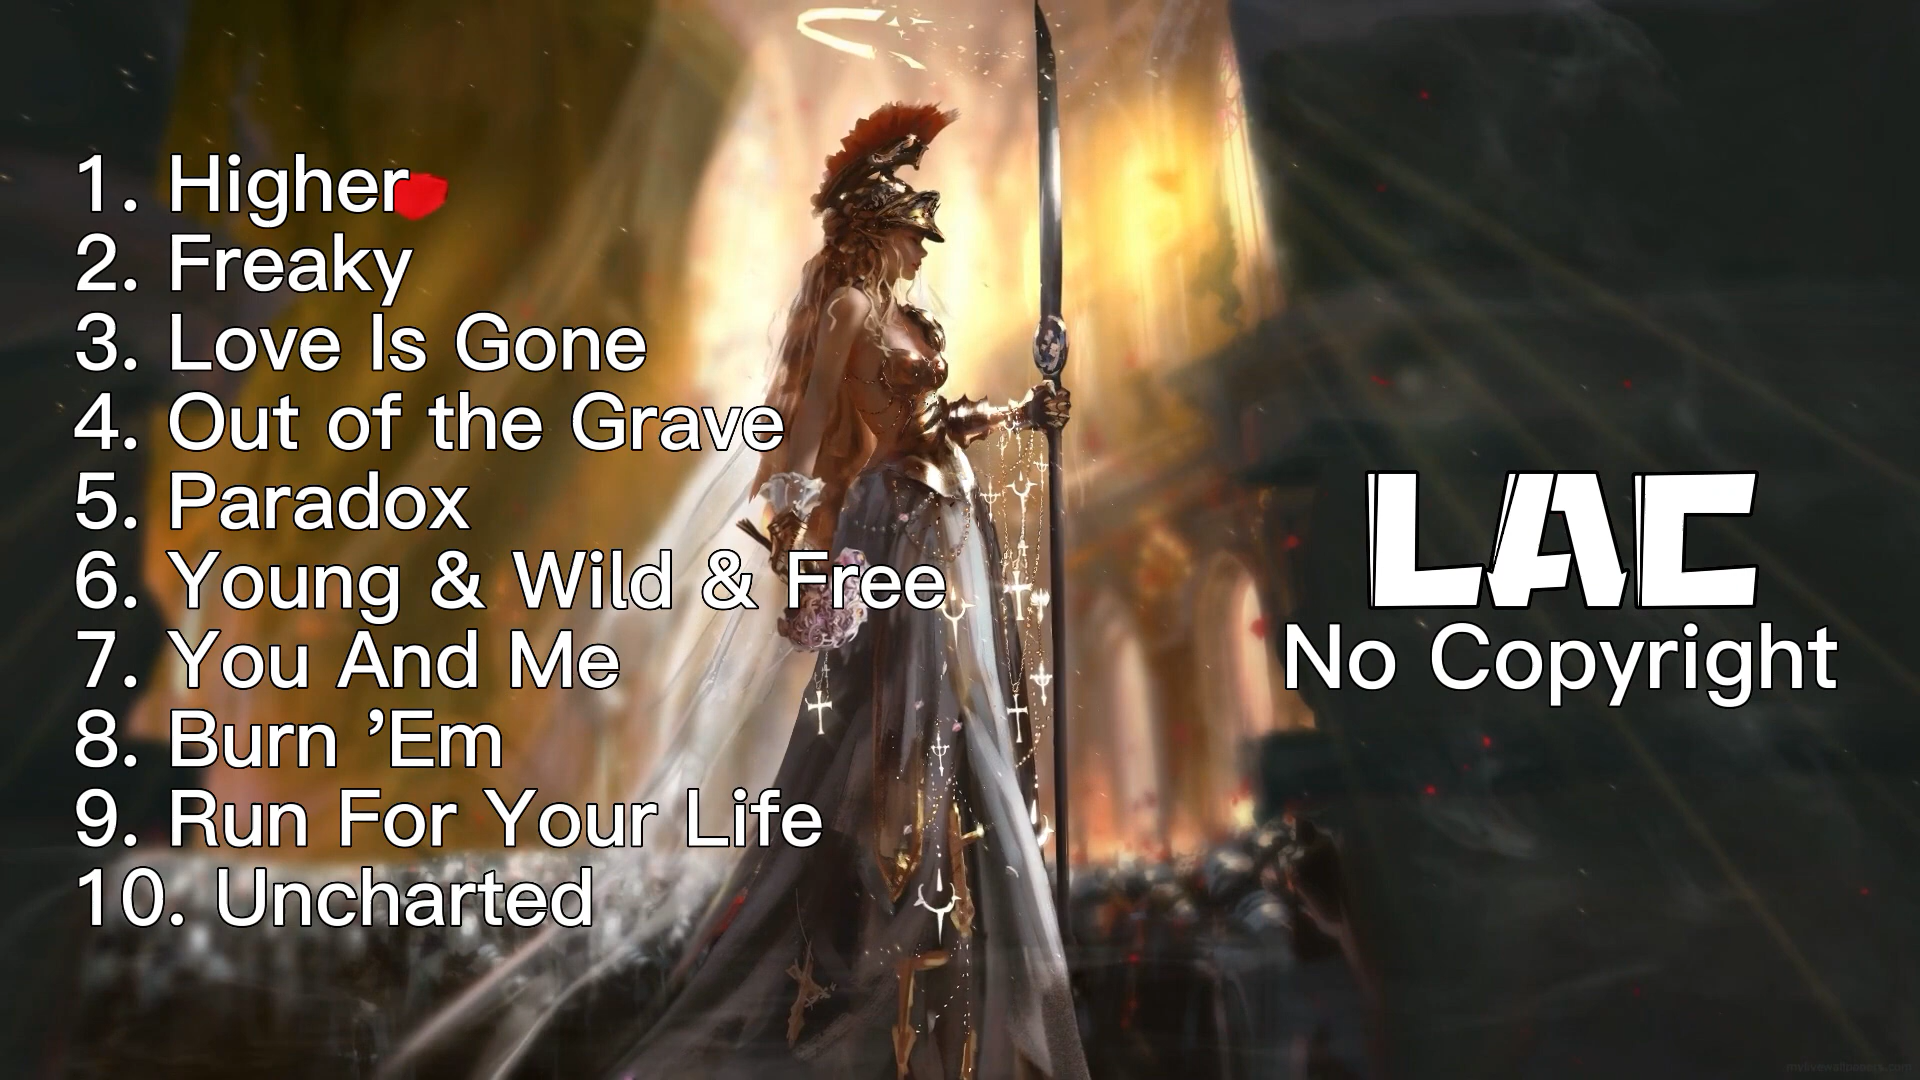 1. Higher
2. Freaky
3. Love Is Gone
4. Out of the Grave
5. Paradox
6. Young & Wild & Free
7. You And Me
8. Burn ’Em
9. Run For Your Life
10. Uncharted
LAC
No Copyright